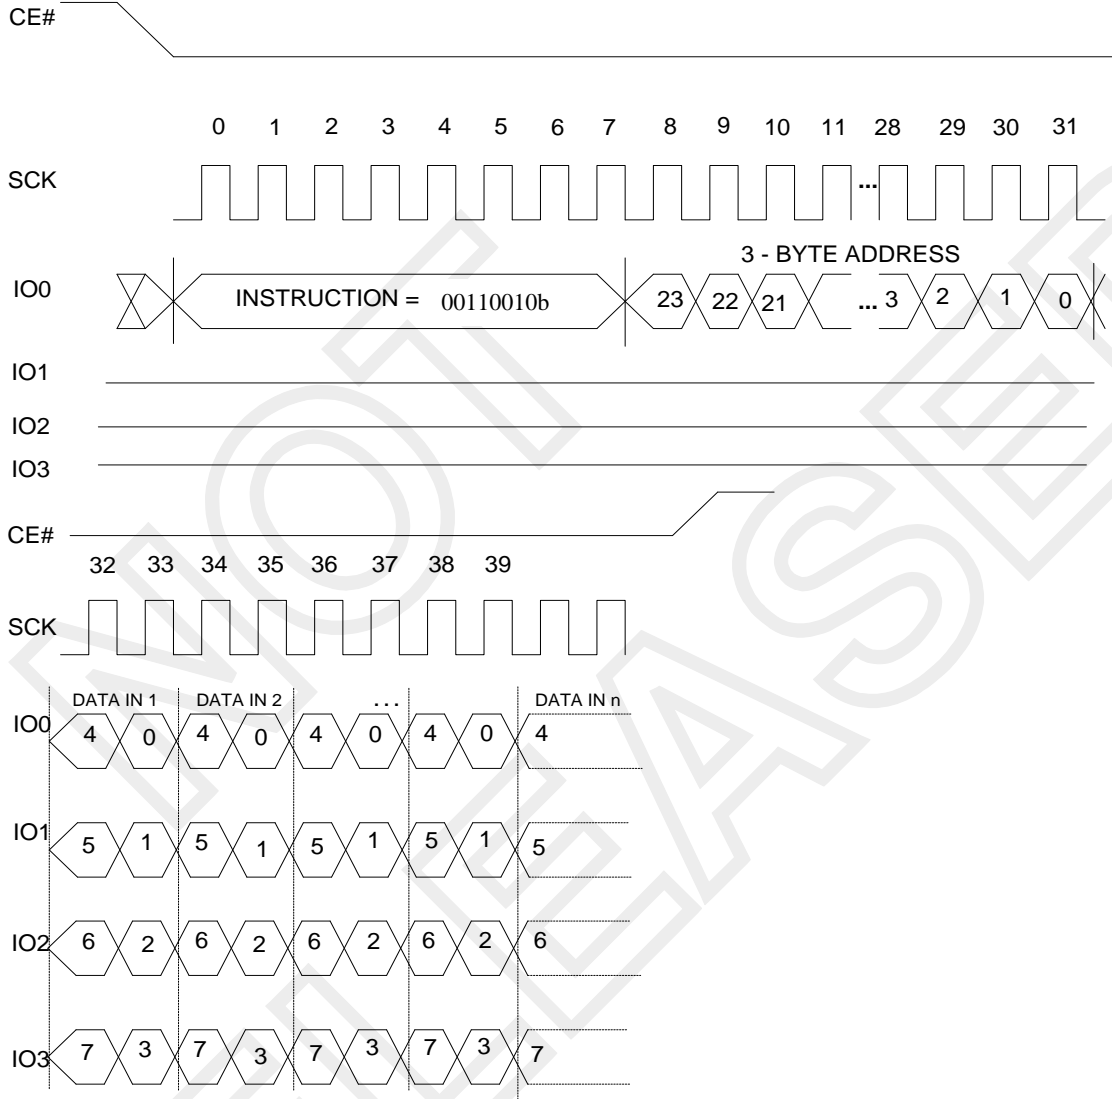 CE#
0 1 2 3 4 5 6 7 8 9 10 11 28 29 30 31
SCK ...
3 - BYTE ADDRESS
IO0 INSTRUCTION = 00110010b 23 22 21 ... 3 2 1 0
IO1
IO2
IO3
CE#
32 33 34 35 36 37 38 39
SCK
DATA IN 1 DATA IN 2 ... DATA IN n
IO0 4 0 4 0 4 0 4 0 4
IO1 5 1 5 1 5 1 5 1 5
IO2 6 2 6 2 6 2 6 2 6
IO3 7 3 7 3 7 3 7 3 7
NOT